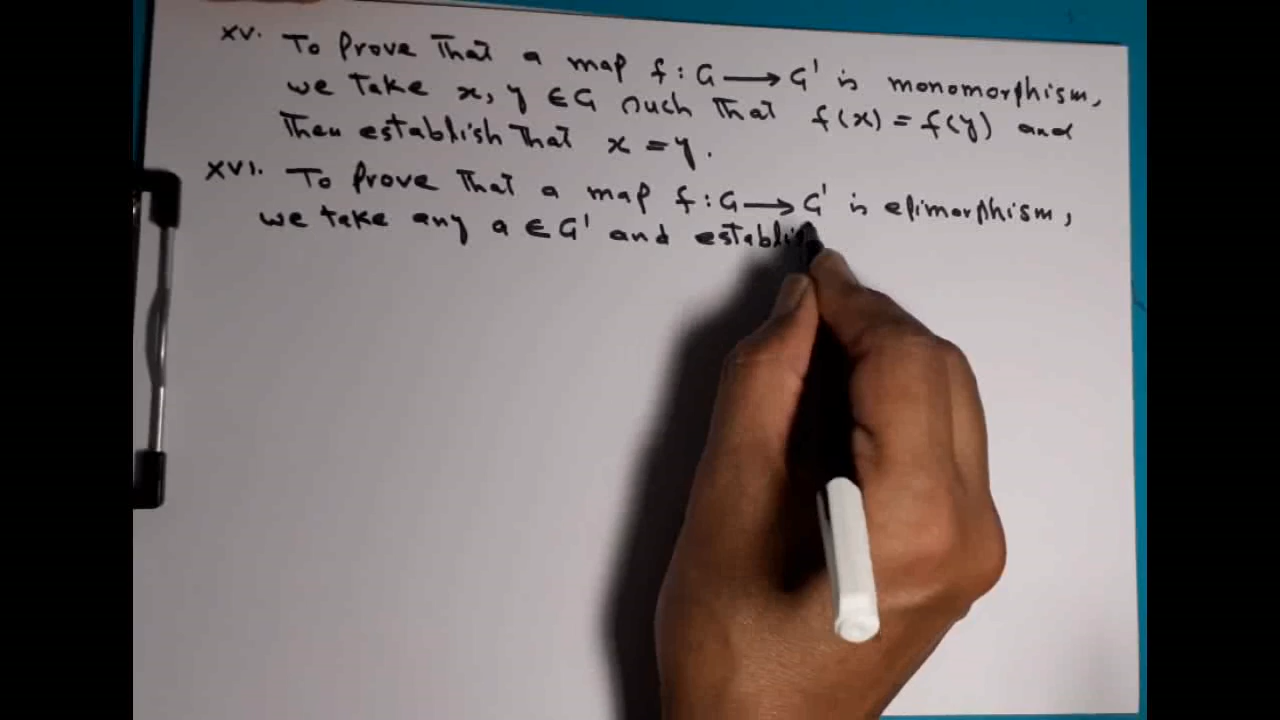 XV. To prove that a map f : G ⟶ G' is monomorphism,
we take x, y ∈ G such that f(x) = f(y) and
then establish that x = y.
XVI. To prove that a map f : G ⟶ G' is epimorphism,
we take any a ∈ G' and establis